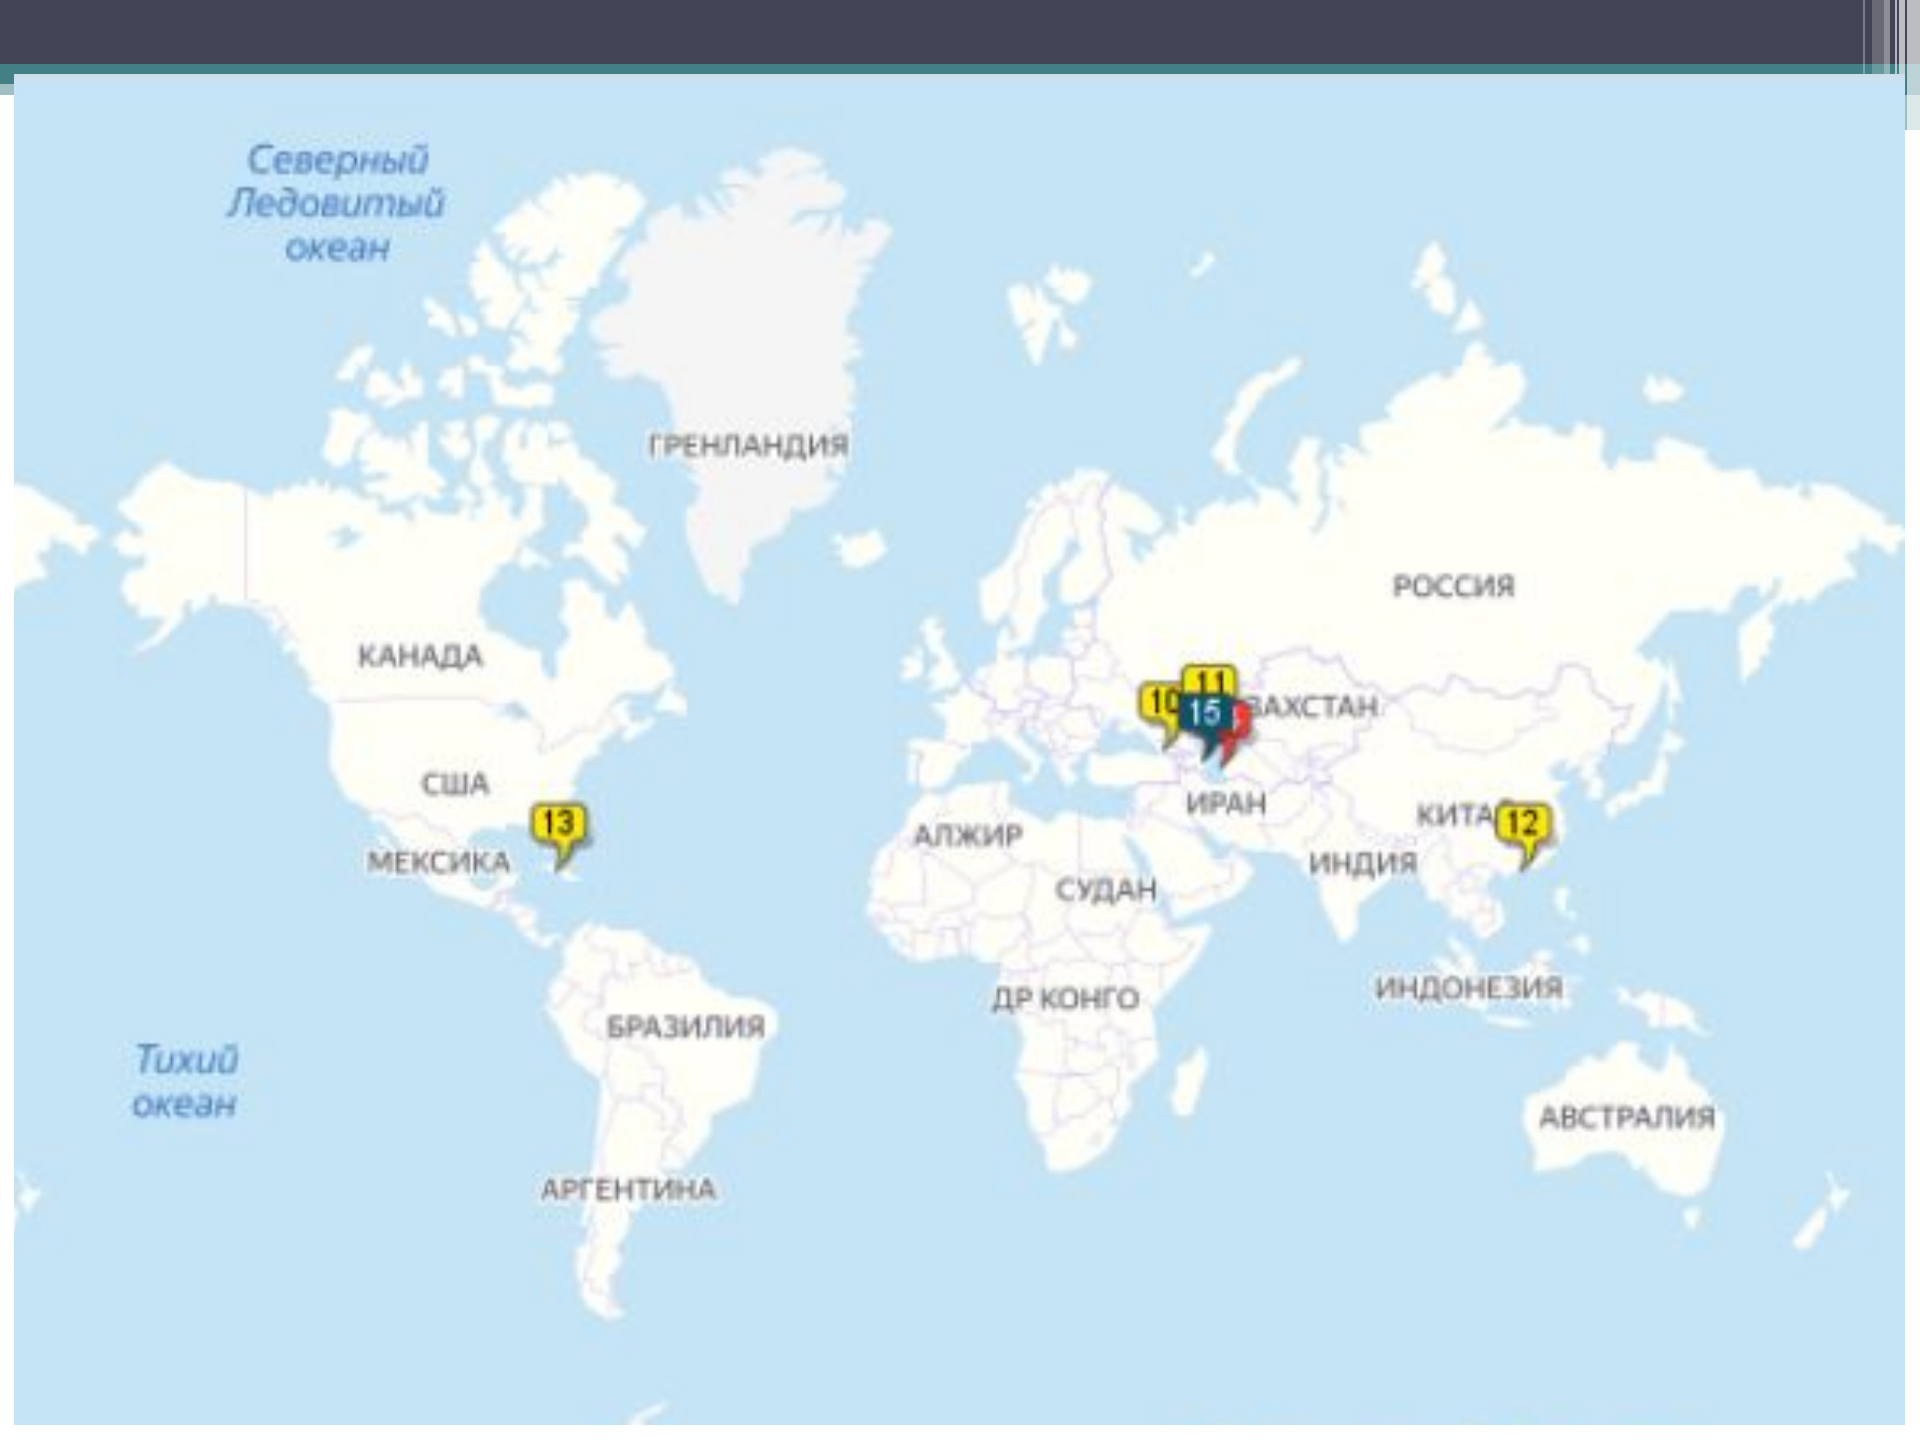 Северный
Ледовитый
океан
ГРЕНЛАНДИЯ
РОССИЯ
КАНАДА
10
11
15
ЗАХСТАН
США
13
МЕКСИКА
АЛЖИР
ИРАН
КИТА
12
ИНДИЯ
СУДАН
ДР КОНГО
ИНДОНЕЗИЯ
БРАЗИЛИЯ
Тихий
океан
АВСТРАЛИЯ
АРГЕНТИНА